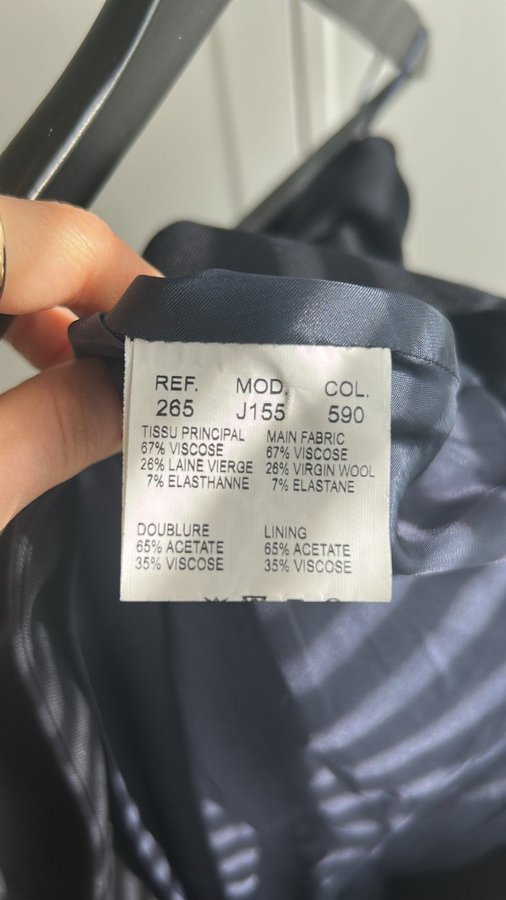 REF. MOD. COL.
265 J155 590
TISSU PRINCIPAL MAIN FABRIC
67% VISCOSE 67% VISCOSE
26% LAINE VIERGE 26% VIRGIN WOOL
7% ELASTHANNE 7% ELASTANE
DOUBLURE LINING
65% ACETATE 65% ACETATE
35% VISCOSE 35% VISCOSE